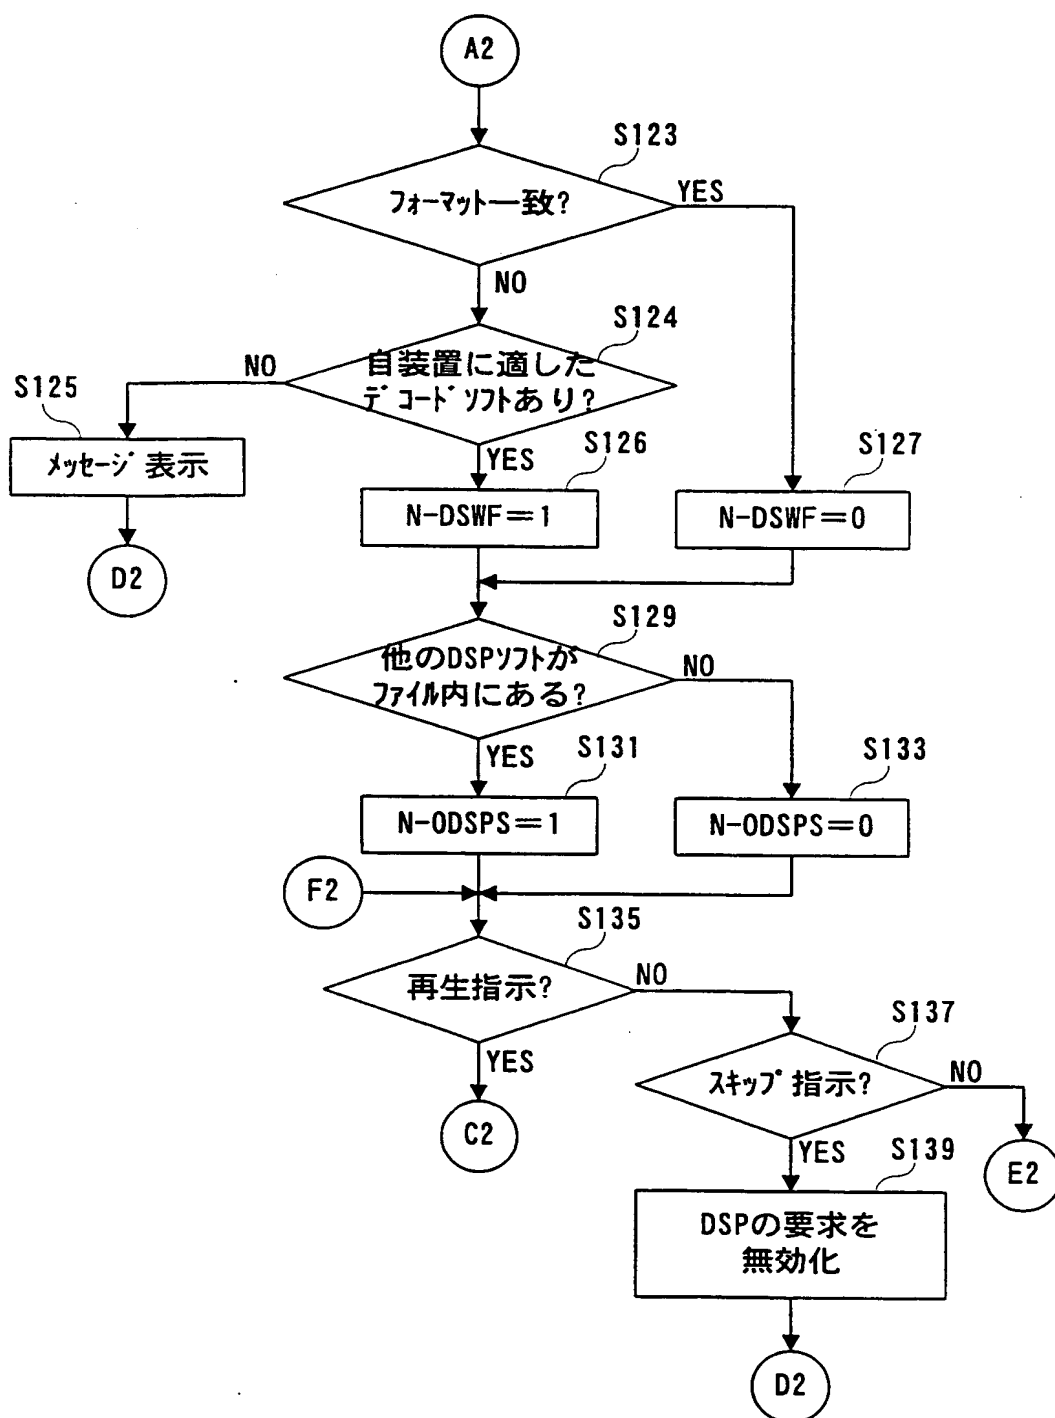 A2
S123
フォーマット一致?
YES
NO
S124
自装置に適した
デコードソフトあり?
NO
S125
メッセージ表示
D2
YES
S126
N-DSWF=1
S127
N-DSWF=0
S129
他のDSPソフトが
ファイル内にある?
NO
YES
S131
N-ODSPS=1
S133
N-ODSPS=0
F2
S135
再生指示?
NO
YES
C2
S137
スキップ指示?
NO
E2
YES
S139
DSPの要求を
無効化
D2